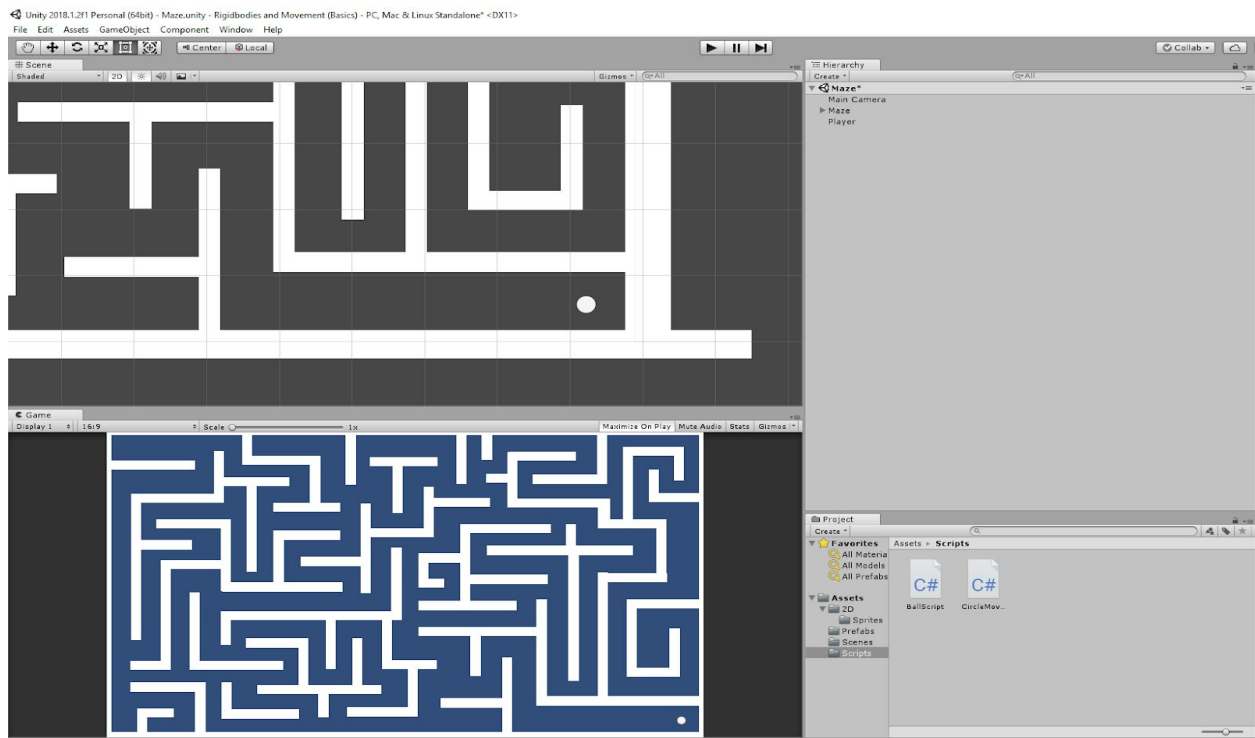 Unity 2018.1.2f1 Personal (64bit) - Maze.unity - Rigidbodies and Movement (Basics) - PC, Mac & Linux Standalone* <DX11>
File Edit Assets GameObject Component Window Help
Center Local Collab
Scene
Shaded 2D Gizmos All
Hierarchy
Create All
Maze*
Main Camera
Maze
Player
Game
Display 1 16:9 Scale 1x Maximize On Play Mute Audio Stats Gizmos
Project
Create
Favorites
All Materia
All Models
All Prefabs
Assets
2D
Sprites
Prefabs
Scenes
Scripts
Assets Scripts
C# C#
BallScript CircleMov...